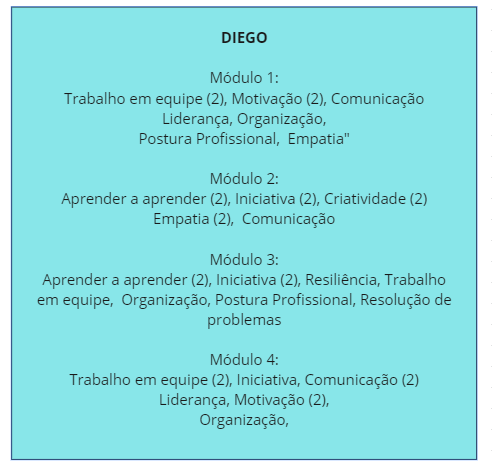 DIEGO
Módulo 1:
Trabalho em equipe (2), Motivação (2), Comunicação
Liderança, Organização,
Postura Profissional,  Empatia"
Módulo 2:
Aprender a aprender (2), Iniciativa (2), Criatividade (2)
Empatia (2),  Comunicação
Módulo 3:
Aprender a aprender (2), Iniciativa (2), Resiliência, Trabalho
em equipe,  Organização, Postura Profissional, Resolução de
problemas
Módulo 4:
Trabalho em equipe (2), Iniciativa, Comunicação (2)
Liderança, Motivação (2),
Organização,